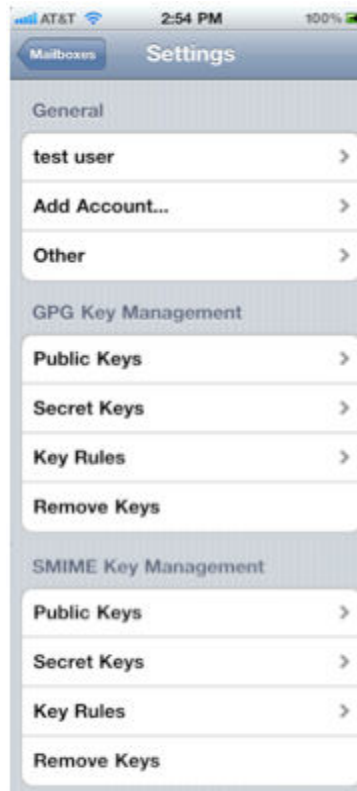 AT&T 2:54 PM 100%
Mailboxes Settings
General
test user
Add Account...
Other
GPG Key Management
Public Keys
Secret Keys
Key Rules
Remove Keys
SMIME Key Management
Public Keys
Secret Keys
Key Rules
Remove Keys